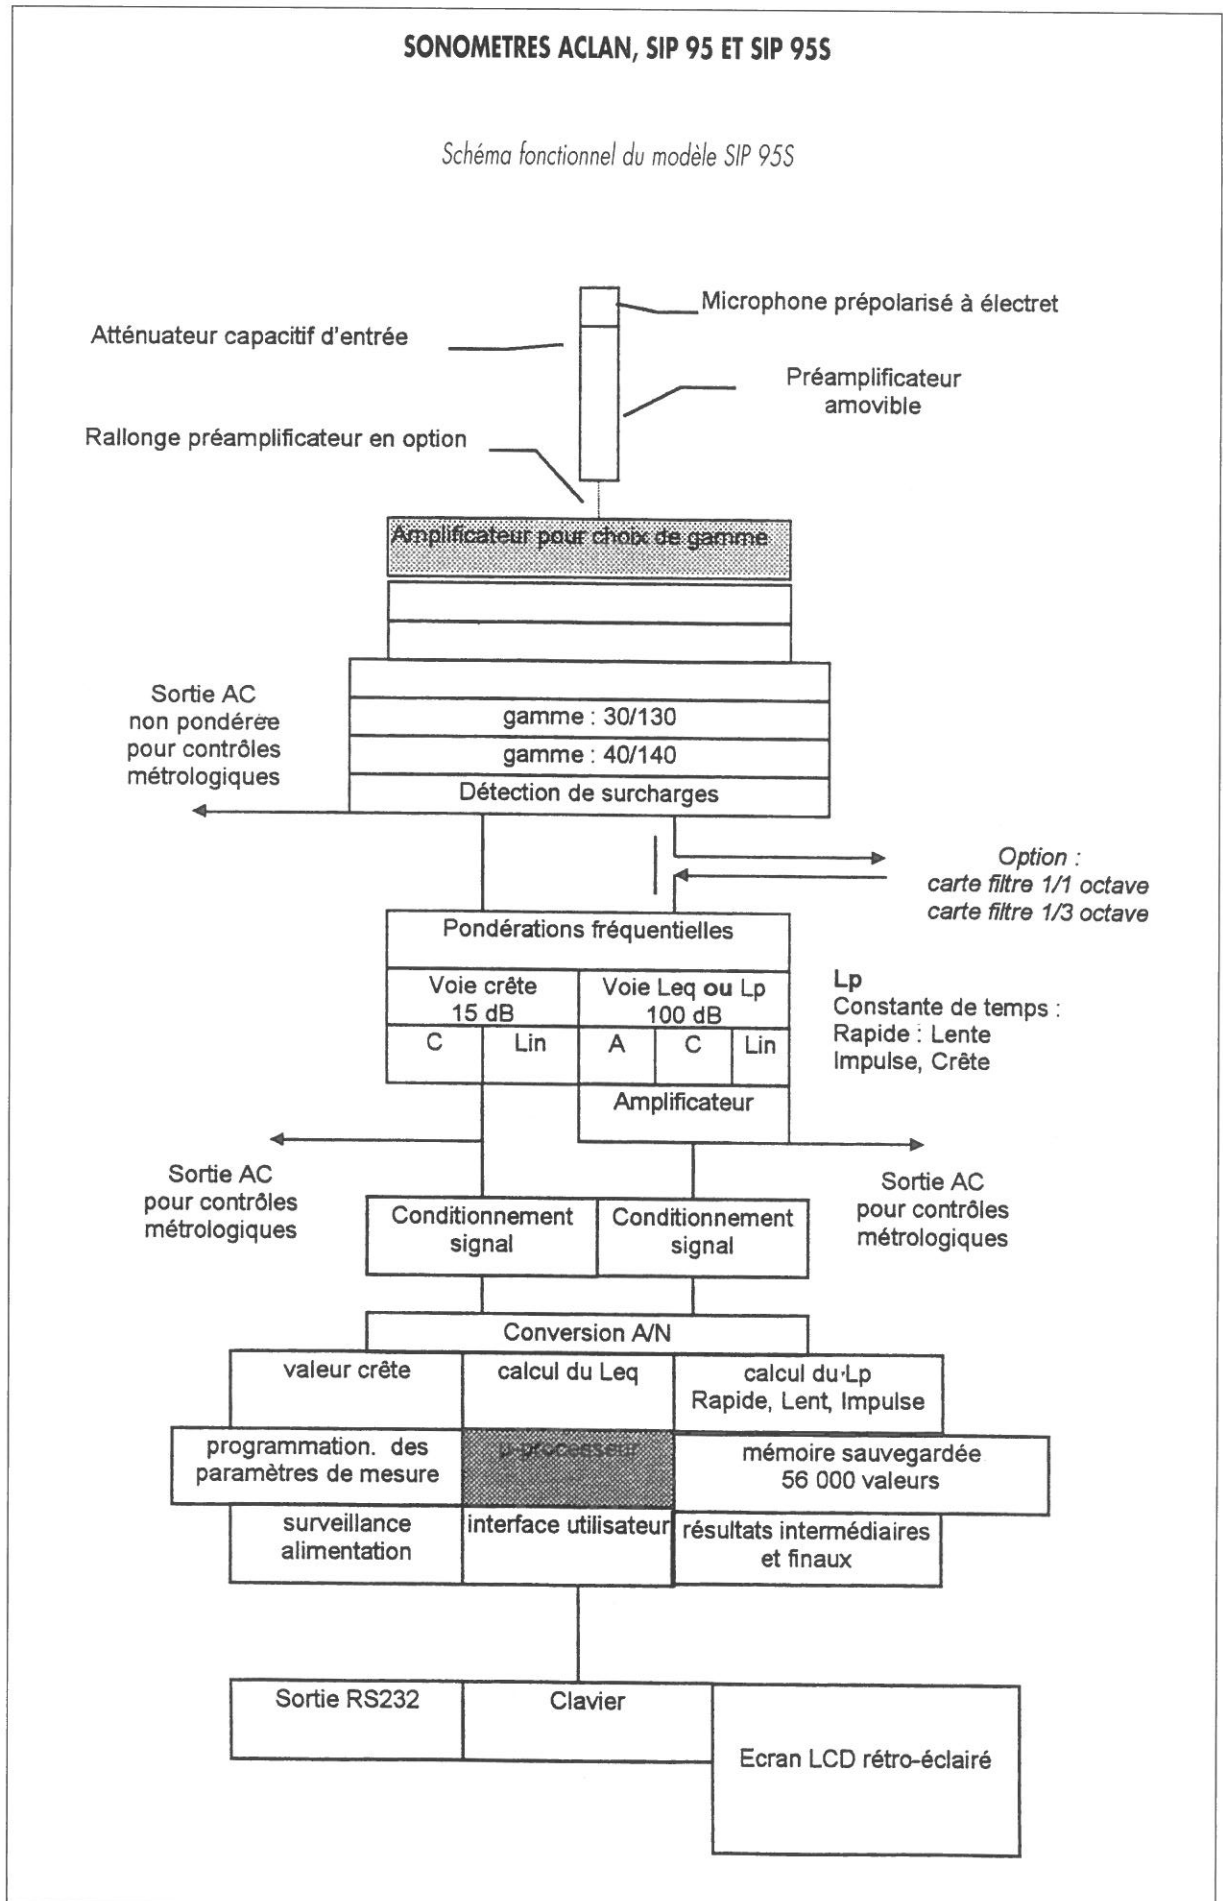 SONOMETRES ACLAN, SIP 95 ET SIP 95S
Schéma fonctionnel du modèle SIP 95S
Microphone prépolarisé à électret
Atténuateur capacitif d'entrée
Préamplificateur
amovible
Rallonge préamplificateur en option
Amplificateur pour choix de gamme
Sortie AC
non pondérée
pour contrôles
métrologiques
gamme : 30/130
gamme : 40/140
Détection de surcharges
Option :
carte filtre 1/1 octave
carte filtre 1/3 octave
Pondérations fréquentielles
Voie crête
15 dB
Voie Leq ou Lp
100 dB
C
Lin
A
C
Lin
Amplificateur
Lp
Constante de temps :
Rapide : Lente
Impulse, Crête
Sortie AC
pour contrôles
métrologiques
Sortie AC
pour contrôles
métrologiques
Conditionnement
signal
Conditionnement
signal
Conversion A/N
valeur crête
calcul du Leq
calcul du Lp
Rapide, Lent, Impulse
programmation. des
paramètres de mesure
µ-processeur
mémoire sauvegardée
56 000 valeurs
surveillance
alimentation
interface utilisateur
résultats intermédiaires
et finaux
Sortie RS232
Clavier
Ecran LCD rétro-éclairé